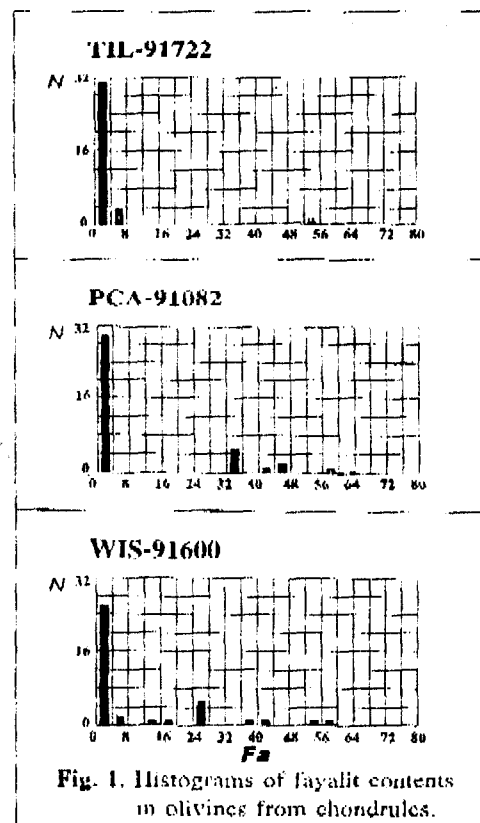 TIL-91722
N 32
16
0
0 8 16 24 32 40 48 56 64 72 80
PCA-91082
N 32
16
0
0 8 16 24 32 40 48 56 64 72 80
WIS-91600
N 32
16
0
0 8 16 24 32 40 48 56 64 72 80
Fa
Fig. 1. Histograms of fayalit contents
in olivines from chondrules.